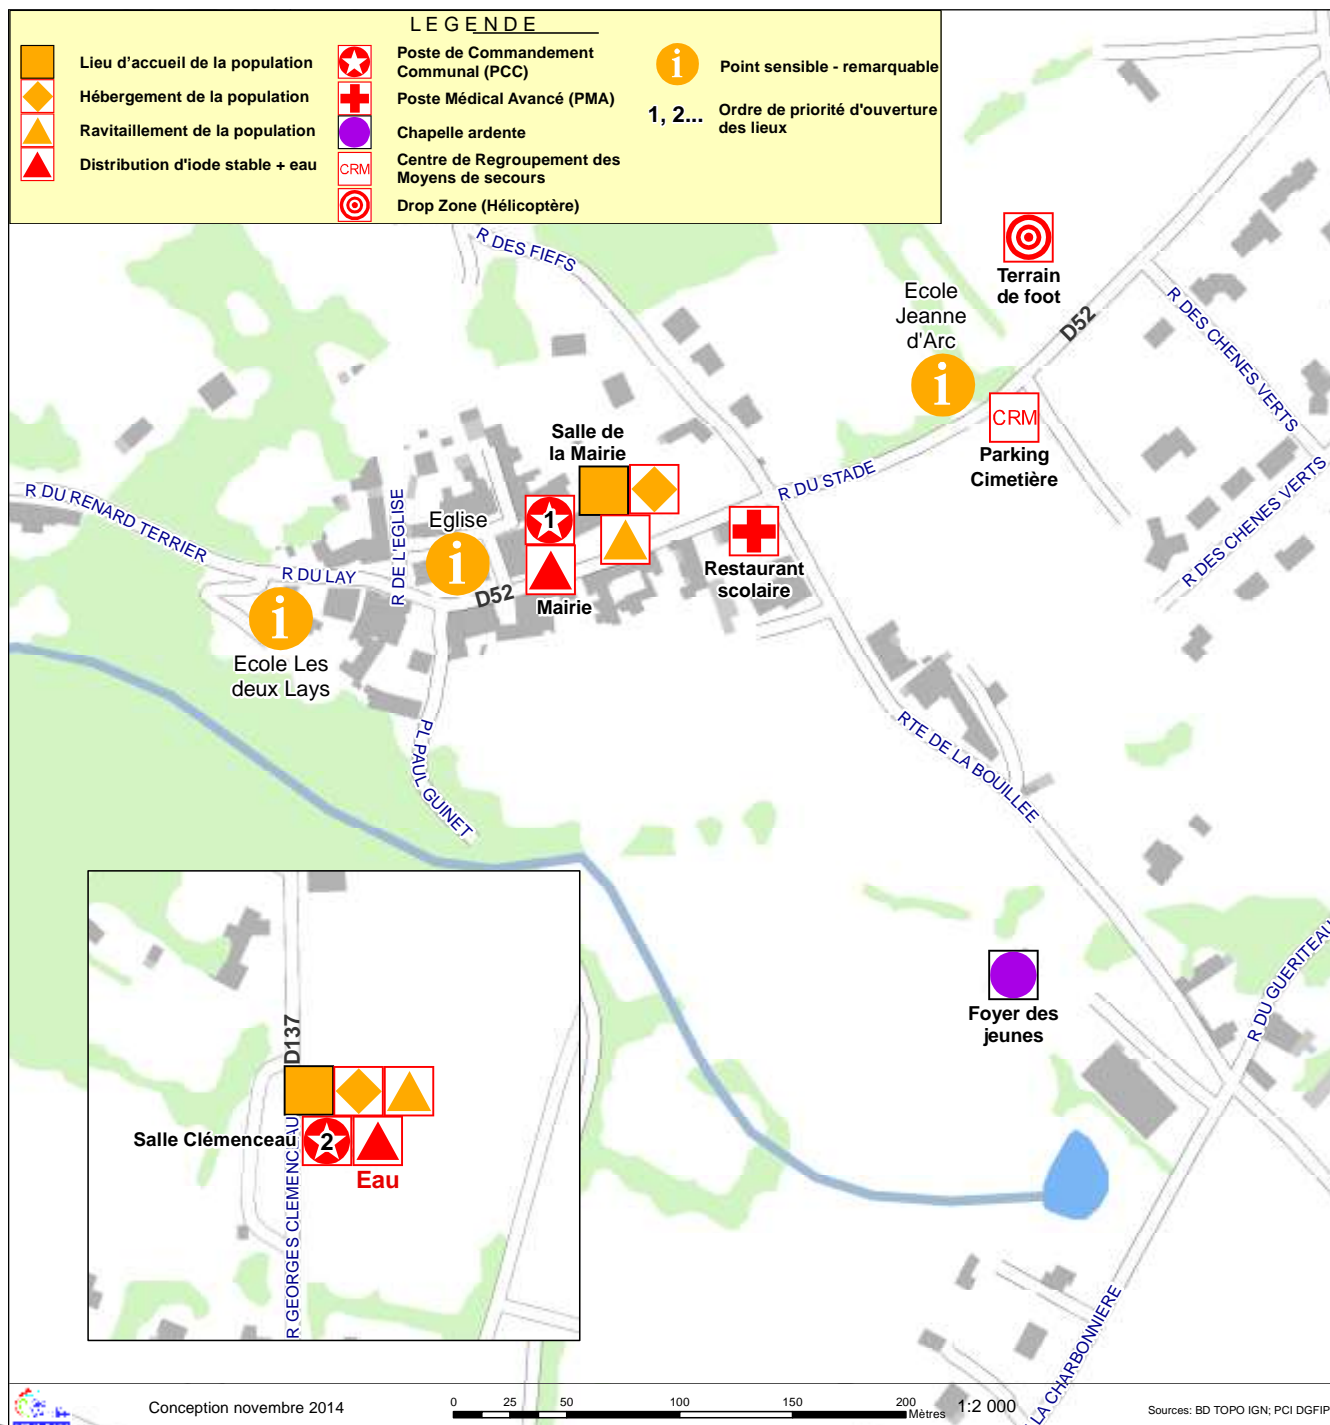 LEGENDE
Lieu d'accueil de la population
Hébergement de la population
Ravitaillement de la population
Distribution d'iode stable + eau
Poste de Commandement
Communal (PCC)
Poste Médical Avancé (PMA)
Chapelle ardente
CRM
Centre de Regroupement des
Moyens de secours
Drop Zone (Hélicoptère)
i
Point sensible - remarquable
1, 2...
Ordre de priorité d'ouverture
des lieux
R DES FIEFS
Terrain
de foot
D52
Ecole
Jeanne
d'Arc
i
R DES CHENES VERTS
CRM
Parking
Cimetière
R DES CHENES VERTS
Salle de
la Mairie
R DU STADE
R DU RENARD TERRIER
R DE L'EGLISE
Eglise
i
1
D52
Mairie
Restaurant
scolaire
R DU LAY
i
Ecole Les
deux Lays
PL PAUL GUINET
RTE DE LA BOUILLEE
R DU GUERITEAU
Foyer des
jeunes
D137
Salle Clémenceau
2
Eau
R GEORGES CLEMENCEAU
LA CHARBONNIERE
Conception novembre 2014
0 25 50 100 150 200
Mètres
1:2 000
Sources: BD TOPO IGN; PCI DGFIP